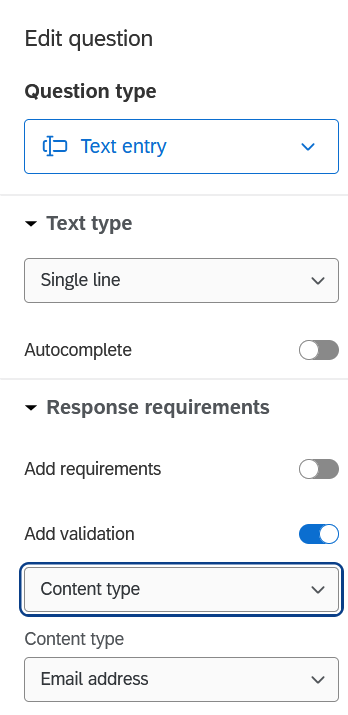 Edit question
Question type
Text entry
Text type
Single line
Autocomplete
Response requirements
Add requirements
Add validation
Content type
Content type
Email address